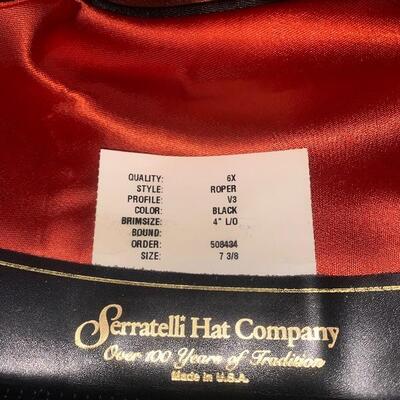 QUALITY: 6X
STYLE: ROPER
PROFILE: V3
COLOR: BLACK
BRIMSIZE: 4" L/O
BOUND:
ORDER: 508434
SIZE: 7 3/8
Serratelli Hat Company
Over 100 Years of Tradition
Made in U.S.A.